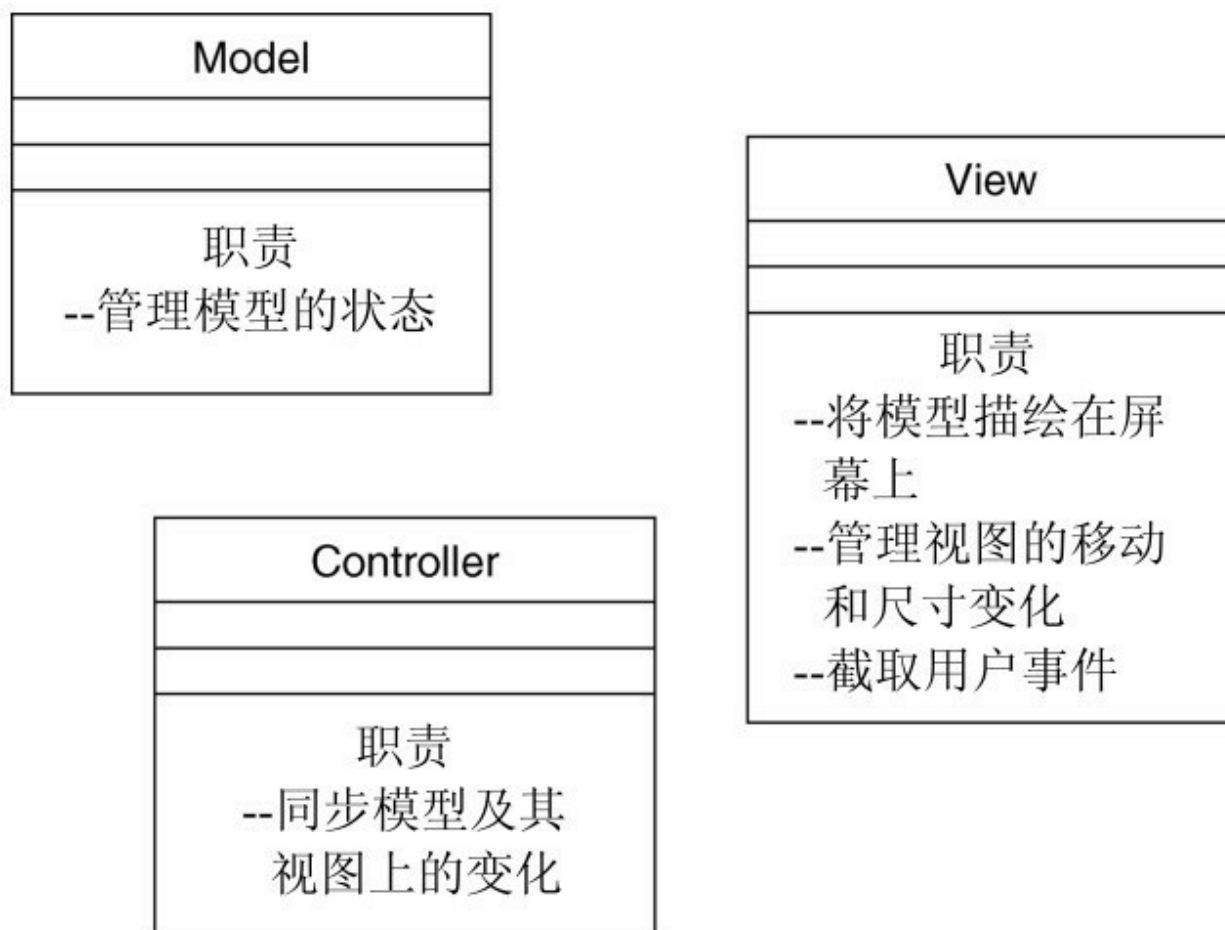 Model
职责
--管理模型的状态
View
职责
--将模型描绘在屏
幕上
--管理视图的移动
和尺寸变化
--截取用户事件
Controller
职责
--同步模型及其
视图上的变化